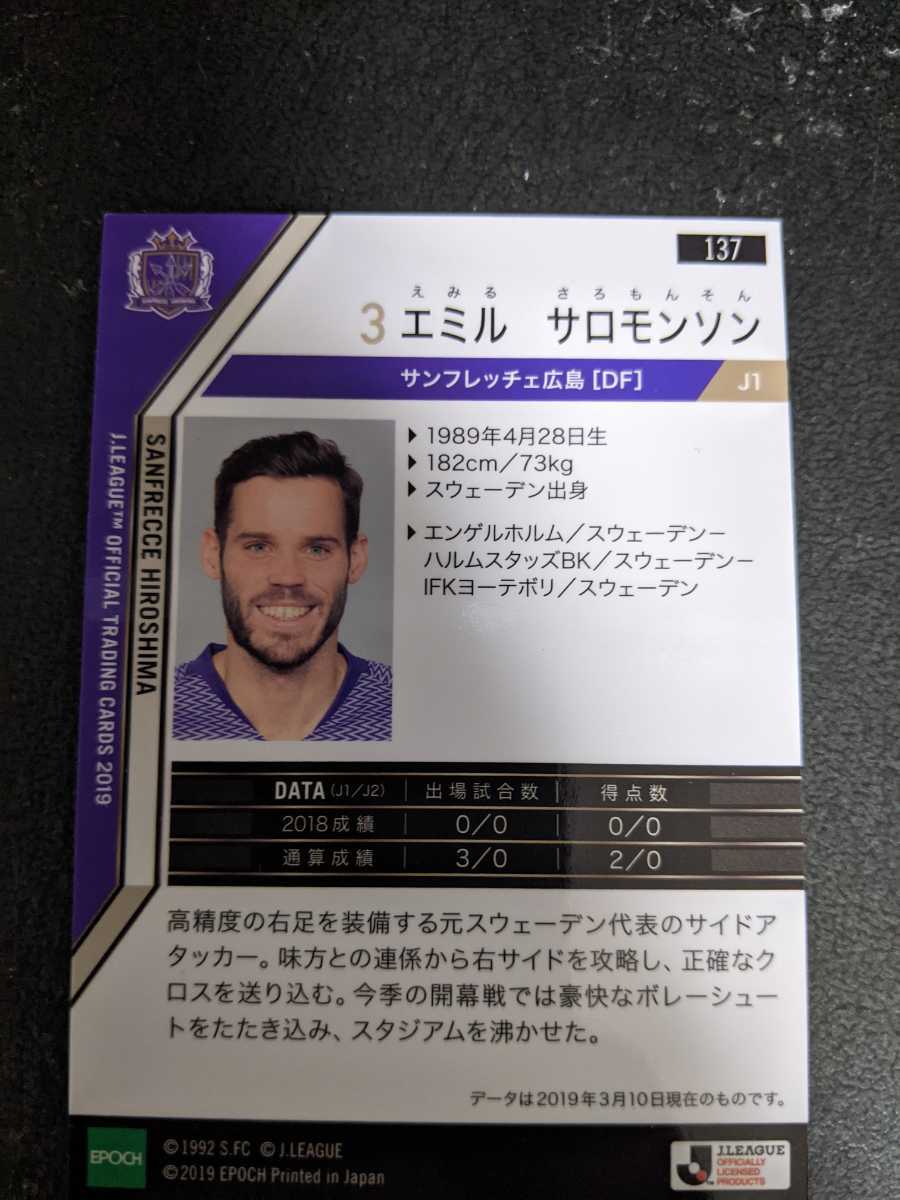 137
えみる さろもんそん
3 エミル サロモンソン
サンフレッチェ広島 [DF] J1
1989年4月28日生
182cm／73kg
スウェーデン出身
エンゲルホルム／スウェーデンー
ハルムスタッズBK／スウェーデンー
IFKヨーテボリ／スウェーデン
SANFRECCE HIROSHIMA
J.LEAGUE™ OFFICIAL TRADING CARDS 2019
DATA (J1/J2) 出場試合数 得点数
2018成績 0/0 0/0
通算成績 3/0 2/0
高精度の右足を装備する元スウェーデン代表のサイドア
タッカー。味方との連係から右サイドを攻略し、正確なク
ロスを送り込む。今季の開幕戦では豪快なボレーシュー
トをたたき込み、スタジアムを沸かせた。
データは2019年3月10日現在のものです。
EPOCH
©1992 S.FC © J.LEAGUE
©2019 EPOCH Printed in Japan
J.LEAGUE
OFFICIALLY
LICENSED
PRODUCTS